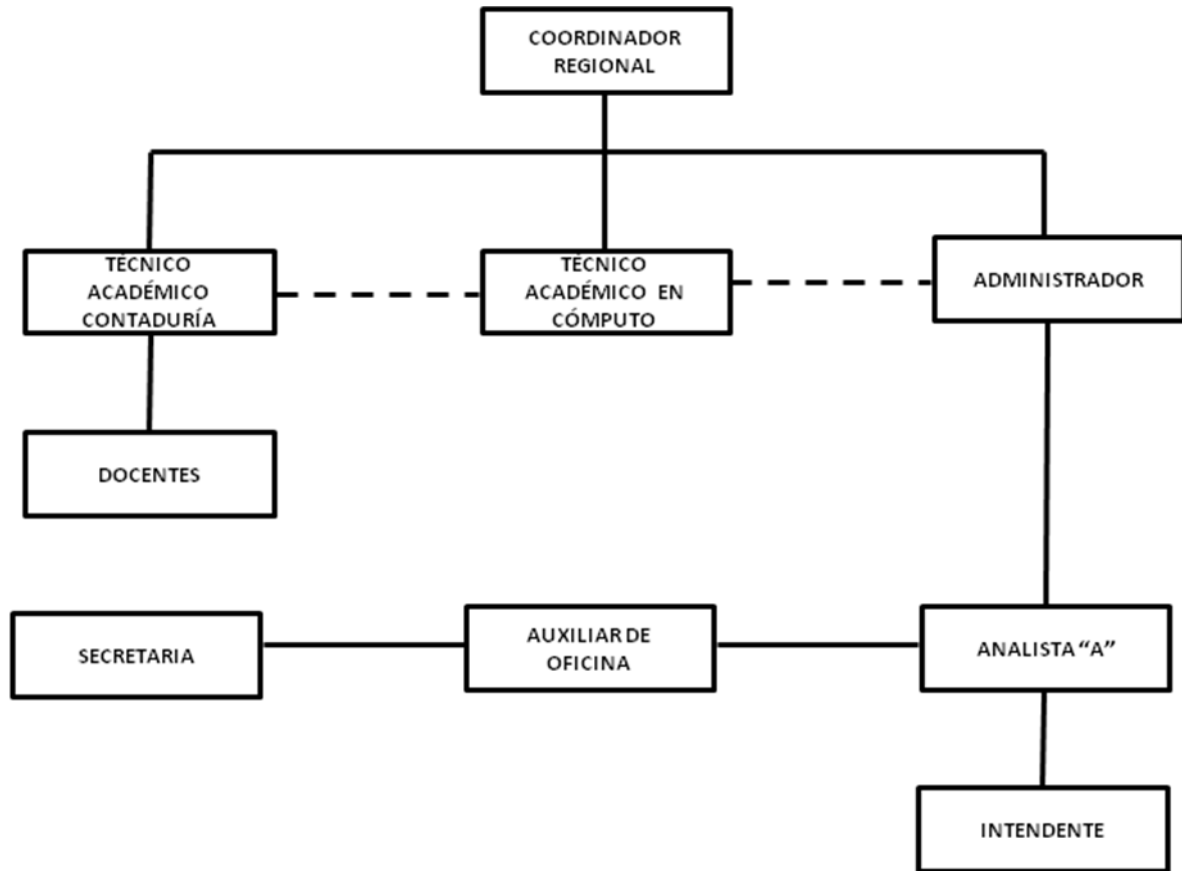 COORDINADOR
REGIONAL
TÉCNICO
ACADÉMICO
CONTADURÍA
TÉCNICO
ACADÉMICO EN
CÓMPUTO
ADMINISTRADOR
DOCENTES
SECRETARIA
AUXILIAR DE
OFICINA
ANALISTA “A”
INTENDENTE